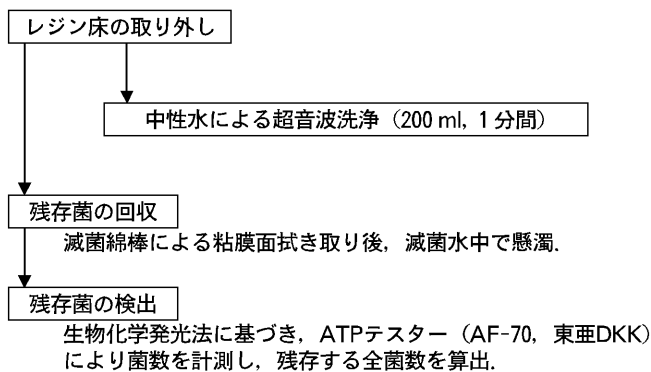 レジン床の取り外し
中性水による超音波洗浄（200 ml，1 分間）
残存菌の回収
滅菌綿棒による粘膜面拭き取り後，滅菌水中で懸濁．
残存菌の検出
生物化学発光法に基づき，ATPテスター（AF-70，東亜DKK）
により菌数を計測し，残存する全菌数を算出．